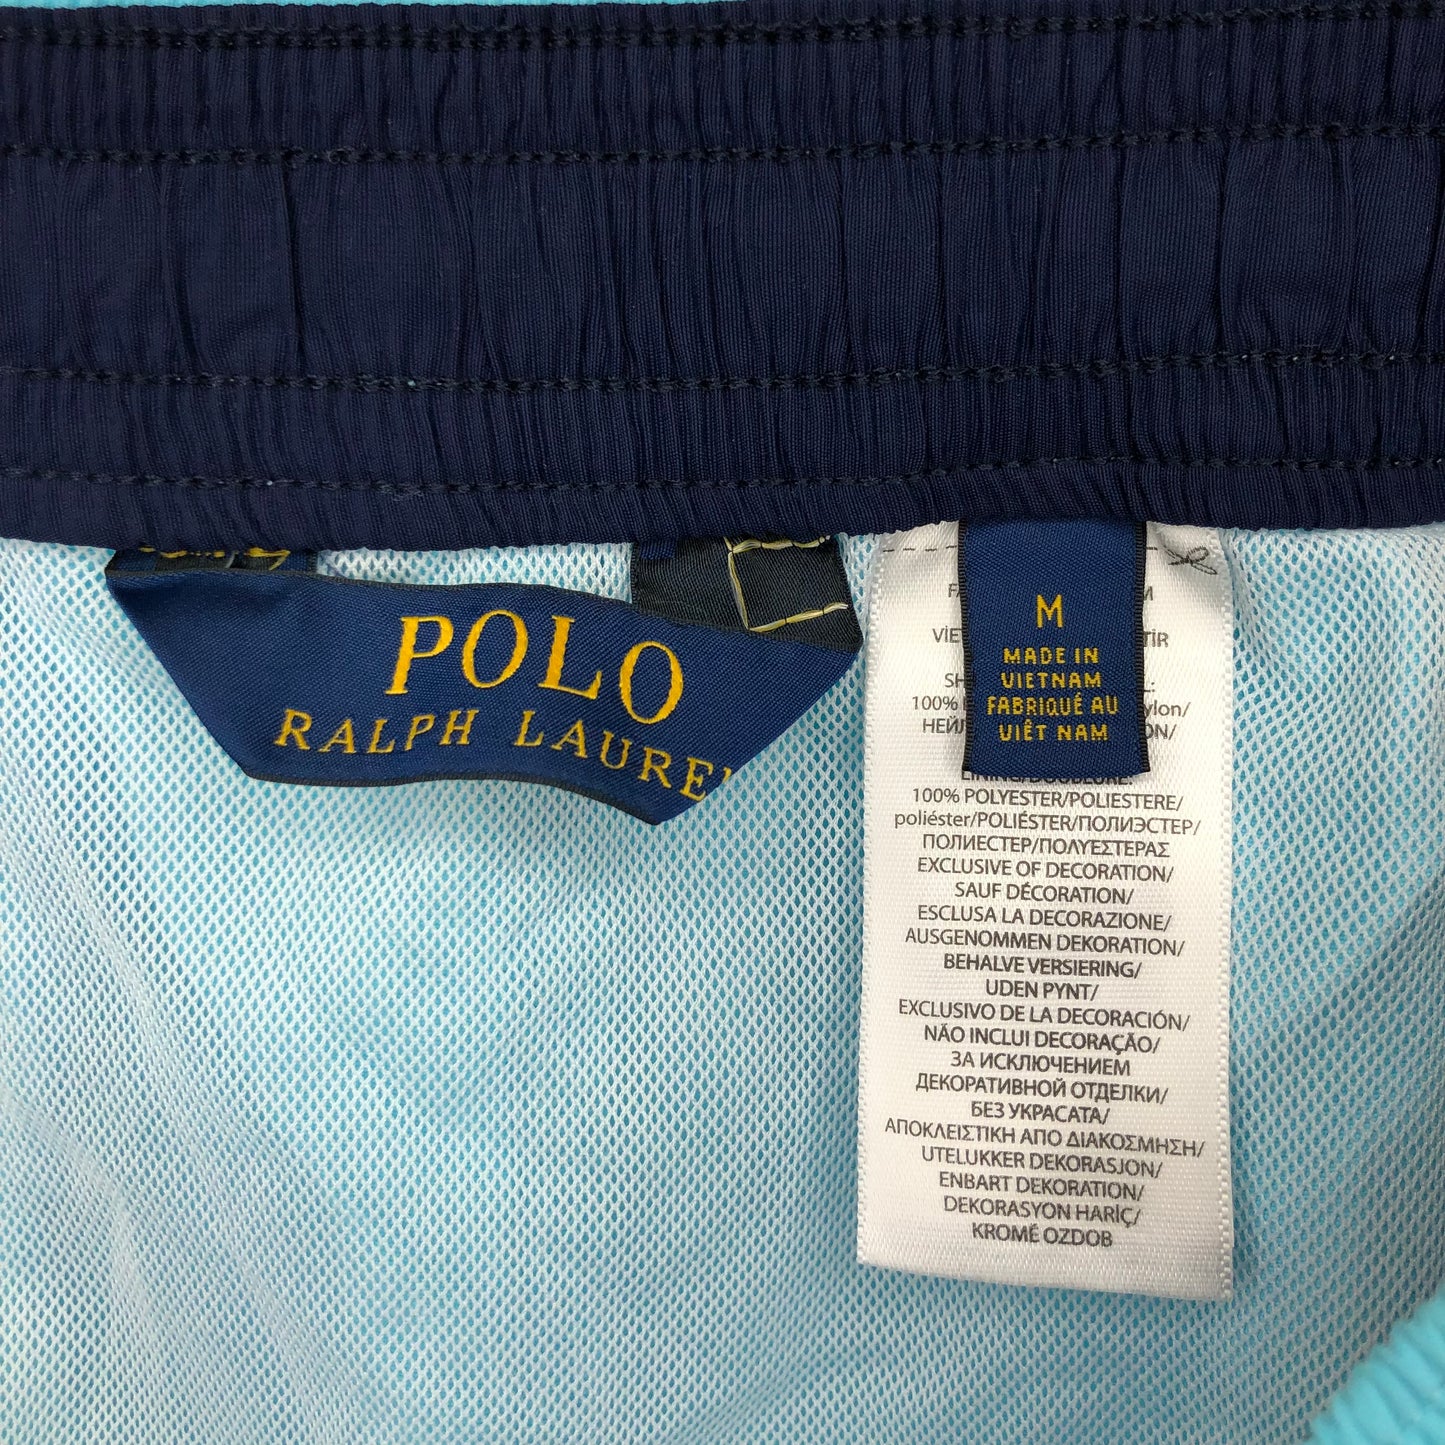 POLO
RALPH LAURE
M
MADE IN
VIETNAM
FABRIQUÉ AU
VIÊT NAM
100%
100% POLYESTER/POLIESTERE/
poliéster/POLIÉSTER/ПОЛИЭСТЕР/
ПОЛИЕСТЕР/ΠΟΛΥΕΣΤΕΡΑΣ
EXCLUSIVE OF DECORATION/
SAUF DÉCORATION/
ESCLUSA LA DECORAZIONE/
AUSGENOMMEN DEKORATION/
BEHALVE VERSIERING/
UDEN PYNT/
EXCLUSIVO DE LA DECORACIÓN/
NÃO INCLUI DECORAÇÃO/
ЗА ИСКЛЮЧЕНИЕМ
ДЕКОРАТИВНОЙ ОТДЕЛКИ/
БЕЗ УКРАСАТА/
ΑΠΟΚΛΕΙΣΤΙΚΗ ΑΠΟ ΔΙΑΚΟΣΜΗΣΗ/
UTELUKKER DEKORASJON/
ENBART DEKORATION/
DEKORASYON HARİÇ/
KROMĚ OZDOB